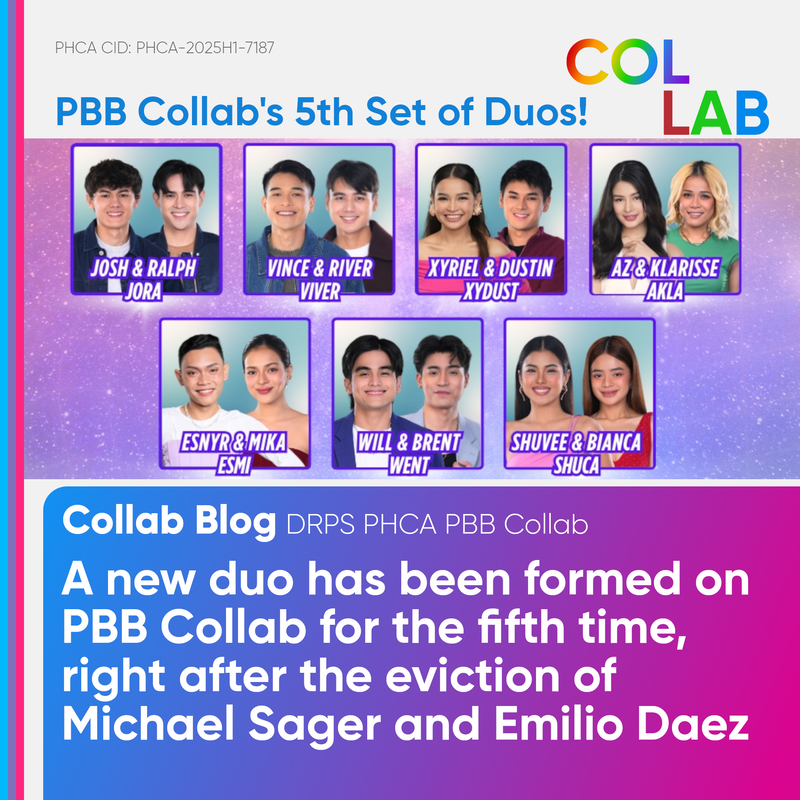 PHCA CID: PHCA-2025H1-7187
COL
LAB
PBB Collab's 5th Set of Duos!
JOSH & RALPH
JORA
VINCE & RIVER
VIVER
XYRIEL & DUSTIN
XYDUST
AZ & KLARISSE
AKLA
ESNYR & MIKA
ESMI
WILL & BRENT
WENT
SHUVEE & BIANCA
SHUCA
Collab Blog DRPS PHCA PBB Collab
A new duo has been formed on
PBB Collab for the fifth time,
right after the eviction of
Michael Sager and Emilio Daez